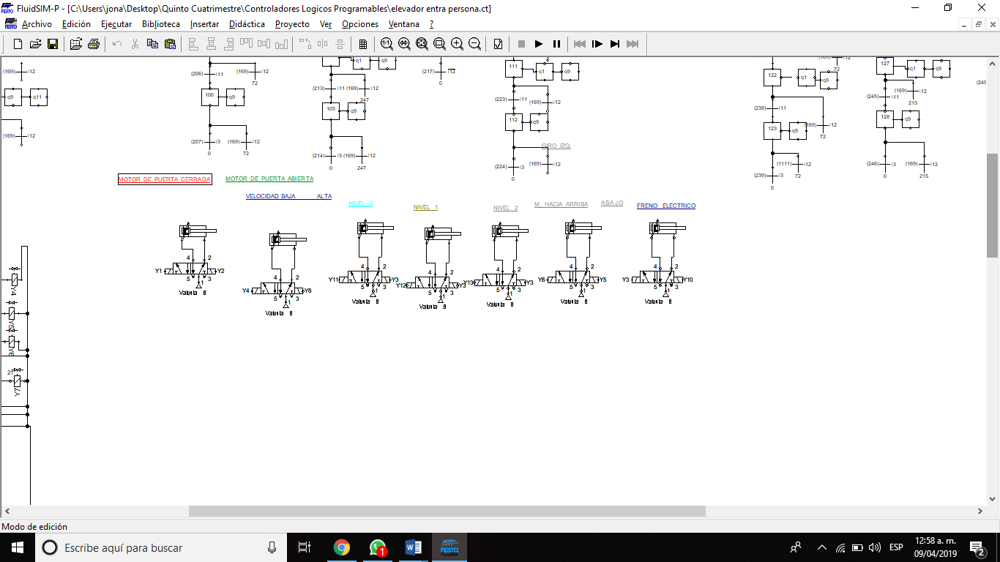 FluidSIM-P - [C:\Users\jona\Desktop\Quinto Cuatrimestre\Controladores Logicos Programables\elevador entra persona.ct]
Archivo Edición Ejecutar Biblioteca Insertar Didáctica Proyecto Ver Opciones Ventana ?
(169) i12
q9 q11
(169) i12
(206) i11 (169) i12
72
100 q9
(207) i3 (169) i12
0 72
q1 q9
(213) i11 (169) i12
247
105 q9
(214) i3 (169) i12
0 247
(217) i12
0
111 q1 q9
(223) i11 (169) i12
112 q9
GIRO IZQ.
(224) i3 (169) i12
0
(169) i12
72
122 q1 q9
(238) i11
(169) i12
72
123 q9
(1111) i12
(239) i3 72
0
127 q1 q9
(169) i12
(245) i11 215
128 q9
(246) i3 (169) i12
0 215
MOTOR DE PUERTA CERRADA
MOTOR DE PUERTA ABIERTA
VELOCIDAD BAJA ALTA
NIVEL 0
NIVEL 1
NIVEL 2
M. HACIA ARRIBA ABAJO
FRENO ELECTRICO
4 2
Y1 Y2
5 3
1
Valvula 8
4 2
Y4 Y8
5 3
1
Valvula 8
4 2
Y11 Y3
5 3
1
Valvula 8
4 2
Y12 Y3
5 3
1
Valvula 8
4 2
Y13 Y3
5 3
1
Valvula 8
4 2
Y6 Y5
5 3
1
Valvula 8
4 2
Y3 Y10
5 3
1
Valvula 8
Y4
Y5
Y6
21
Y7
Modo de edición
Escribe aquí para buscar
1
FESTO
FluidSIM
ESP
12:58 a. m.
09/04/2019
2